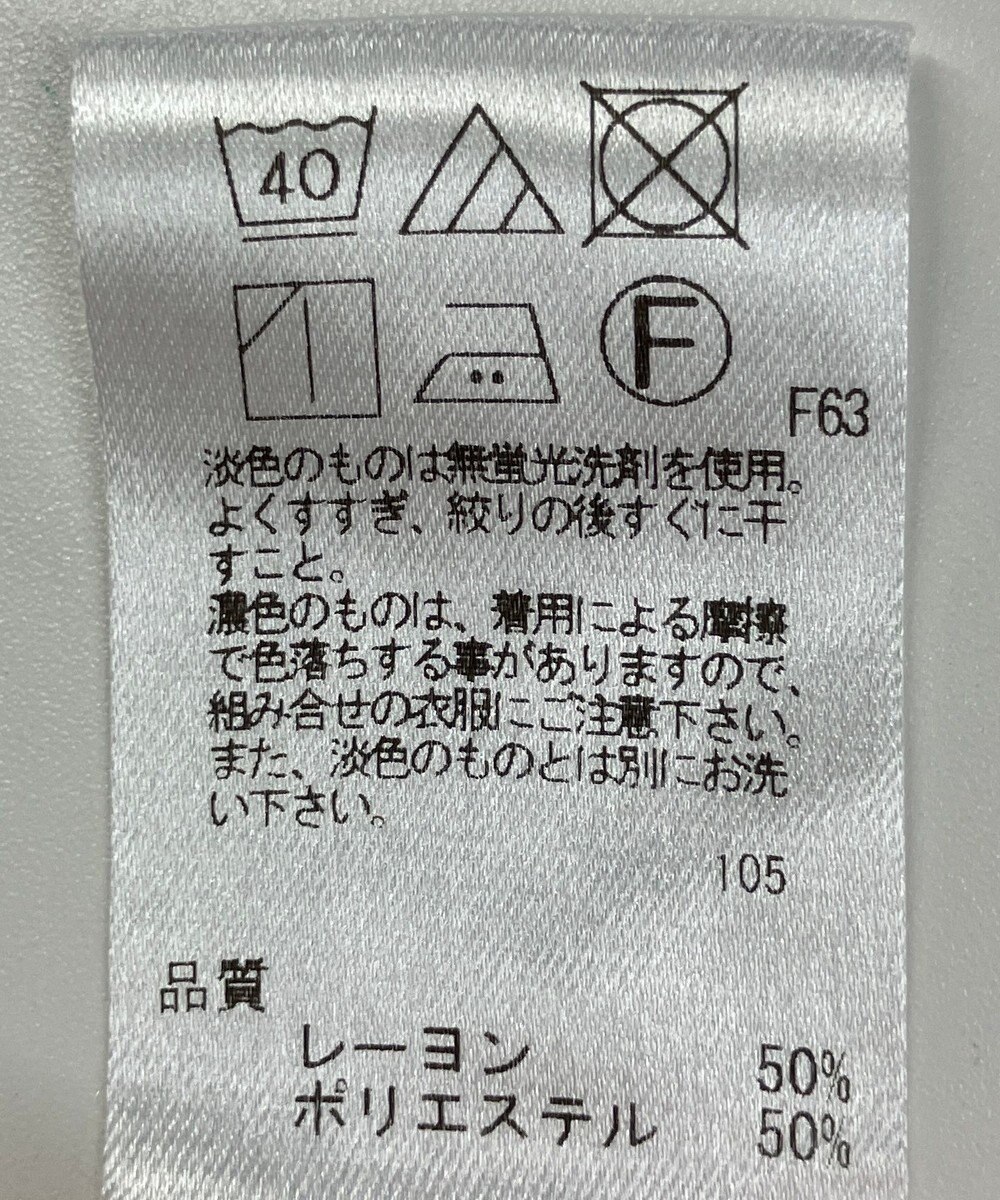 40
F
F63
淡色のものは無蛍光洗剤を使用。
よくすすぎ、絞りの後すぐに干
すこと。
濃色のものは、着用による摩擦
で色落ちする事がありますので、
組み合せの衣服にご注意下さい。
また、淡色のものとは別にお洗
い下さい。
105
品質
レーヨン 50%
ポリエステル 50%